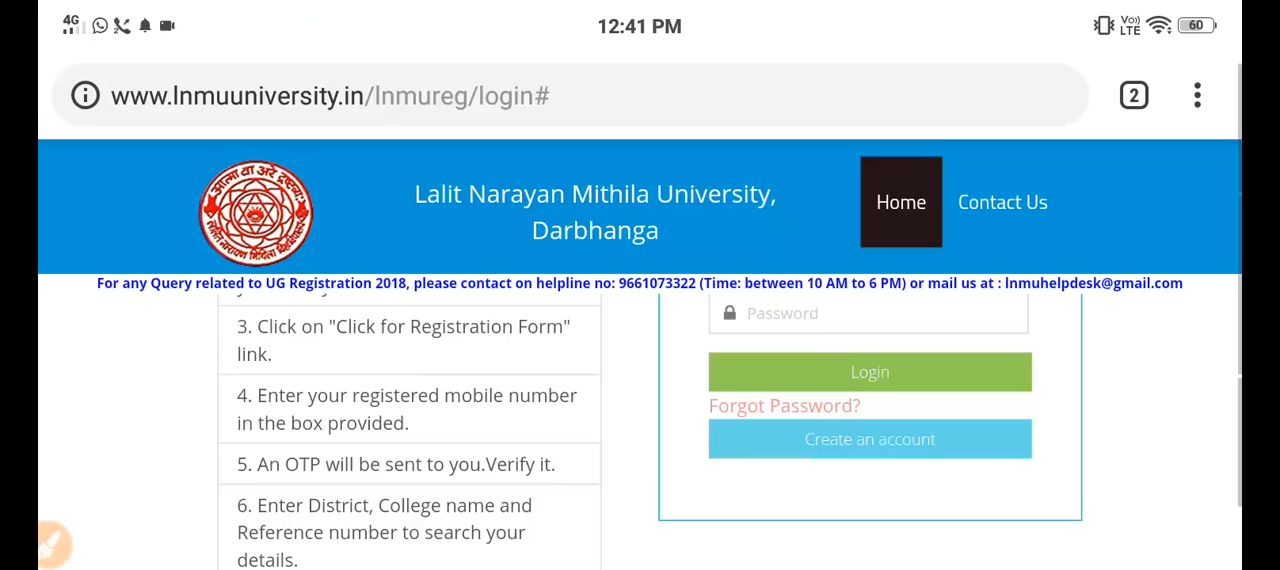 4G
12:41 PM
Vo)) LTE
60
www.lnmuuniversity.in/lnmureg/login#
2
Lalit Narayan Mithila University,
Darbhanga
Home
Contact Us
For any Query related to UG Registration 2018, please contact on helpline no: 9661073322 (Time: between 10 AM to 6 PM) or mail us at : lnmuhelpdesk@gmail.com
3. Click on "Click for Registration Form"
link.
4. Enter your registered mobile number
in the box provided.
5. An OTP will be sent to you.Verify it.
6. Enter District, College name and
Reference number to search your
details.
Password
Login
Forgot Password?
Create an account